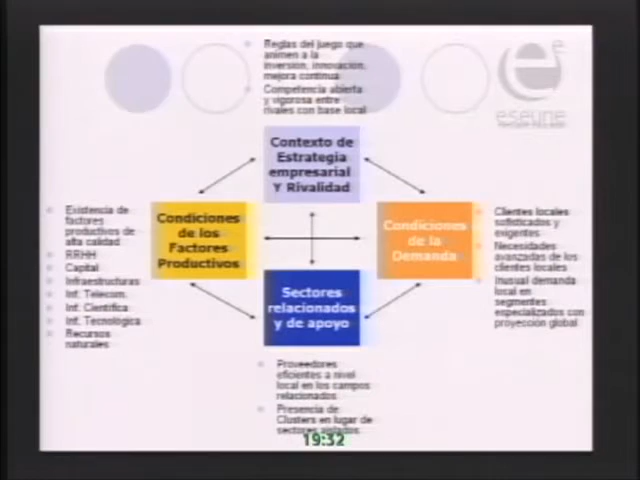 Reglas del juego que
animen a la
inversión, innovación,
mejora continua
Competencia abierta
y vigorosa entre
rivales con base local
eseune
Contexto de
Estrategia
empresarial
Y Rivalidad
Existencia de
factores
productivos de
alta calidad
RRHH
Capital
Infraestructuras
Inf. Telecom.
Inf. Científica
Inf. Tecnológica
Recursos
naturales
Condiciones
de los
Factores
Productivos
Condiciones
de la
Demanda
Clientes locales
sofisticados y
exigentes
Necesidades
avanzadas de los
clientes locales
Inusual demanda
local en
segmentes
especializados con
proyección global
Sectores
relacionados
y de apoyo
Proveedores
eficientes a nivel
local en los campos
relacionados
Presencia de
Clusters en lugar de
sectores aislados
19:32